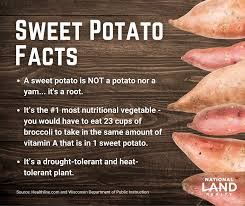 SWEET POTATO
FACTS
• A sweet potato is NOT a potato nor a
yam... it's a root.
• It's the #1 most nutritional vegetable -
you would have to eat 23 cups of
broccoli to take in the same amount of
vitamin A that is in 1 sweet potato.
• It's a drought-tolerant and heat-
tolerant plant.
Source: Healthline.com and Wisconsin Department of Public Instruction
NATIONAL
LAND
REALTY